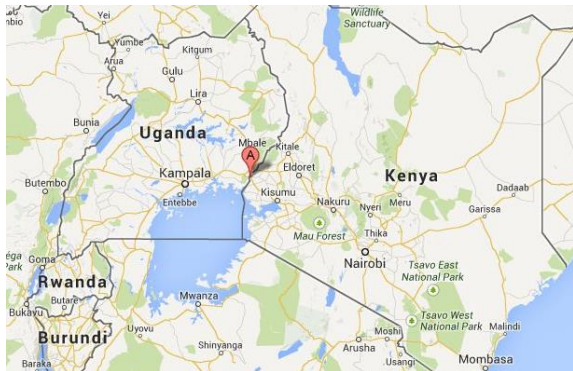 Yei
Wildlife
Sanctuary
Yumbe
Kitgum
Arua
Gulu
Lira
Bunia
Uganda
Mbale
Kitale
A
Butembo
Kampala
Eldoret
Kenya
Entebbe
Kisumu
Nakuru
Nyeri
Meru
Dadaab
Garissa
Mau Forest
Thika
Park
Goma
Nairobi
Tsavo East
National Park
Rwanda
Butare
Bukavu
Mwanza
Tsavo West
National Park
Malindi
Burundi
Uyovu
Shinyanga
Moshi
Arusha
Usangi
Mombasa
Baraka